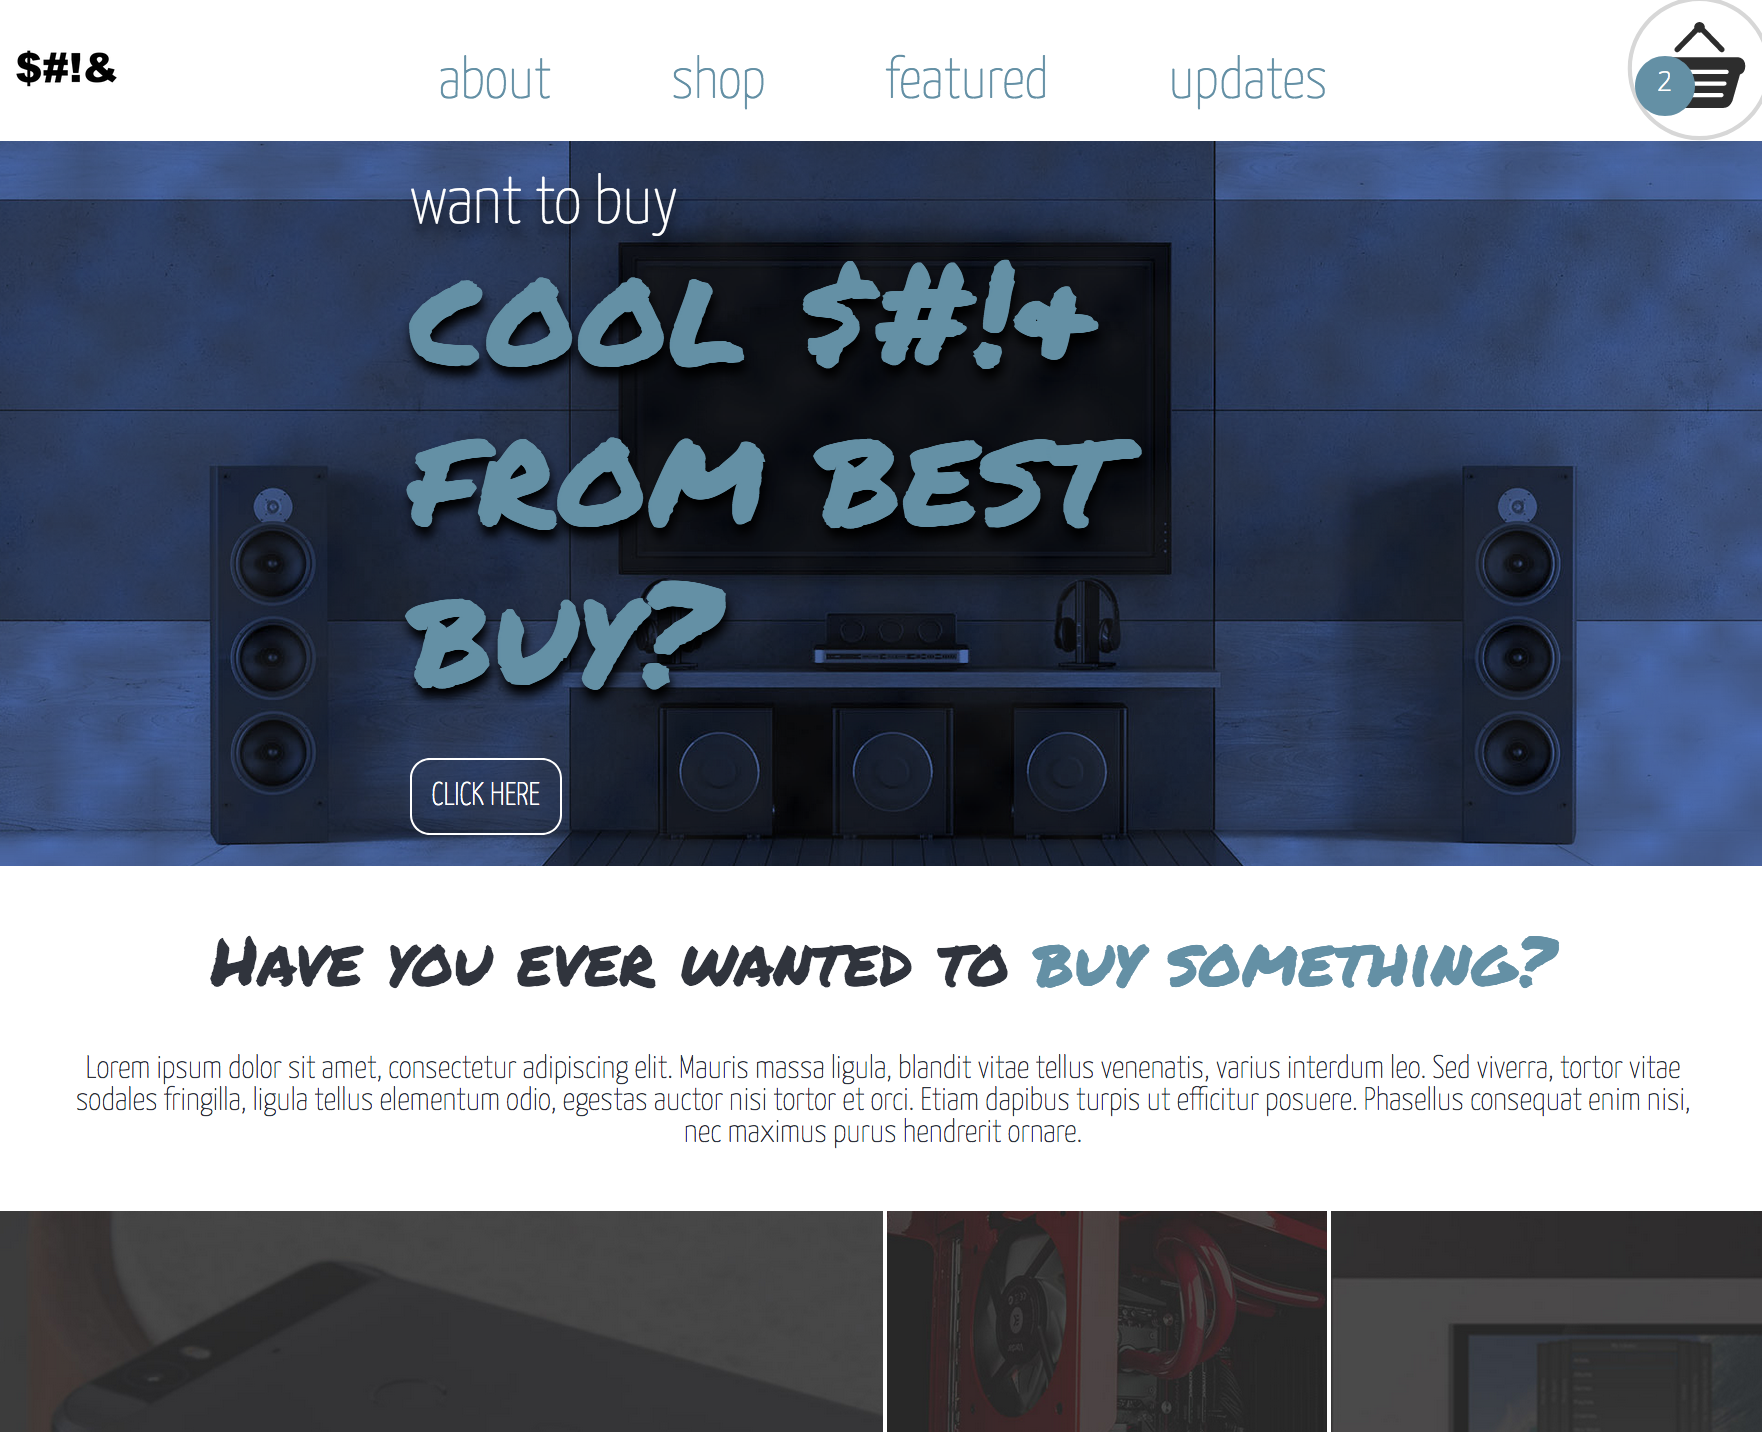 $#!&
about shop featured updates
2
want to buy
COOL $#!&
FROM BEST
BUY?
CLICK HERE
HAVE YOU EVER WANTED TO BUY SOMETHING?
Lorem ipsum dolor sit amet, consectetur adipiscing elit. Mauris massa ligula, blandit vitae tellus venenatis, varius interdum leo. Sed viverra, tortor vitae
sodales fringilla, ligula tellus elementum odio, egestas auctor nisi tortor et orci. Etiam dapibus turpis ut efficitur posuere. Phasellus consequat enim nisi,
nec maximus purus hendrerit ornare.